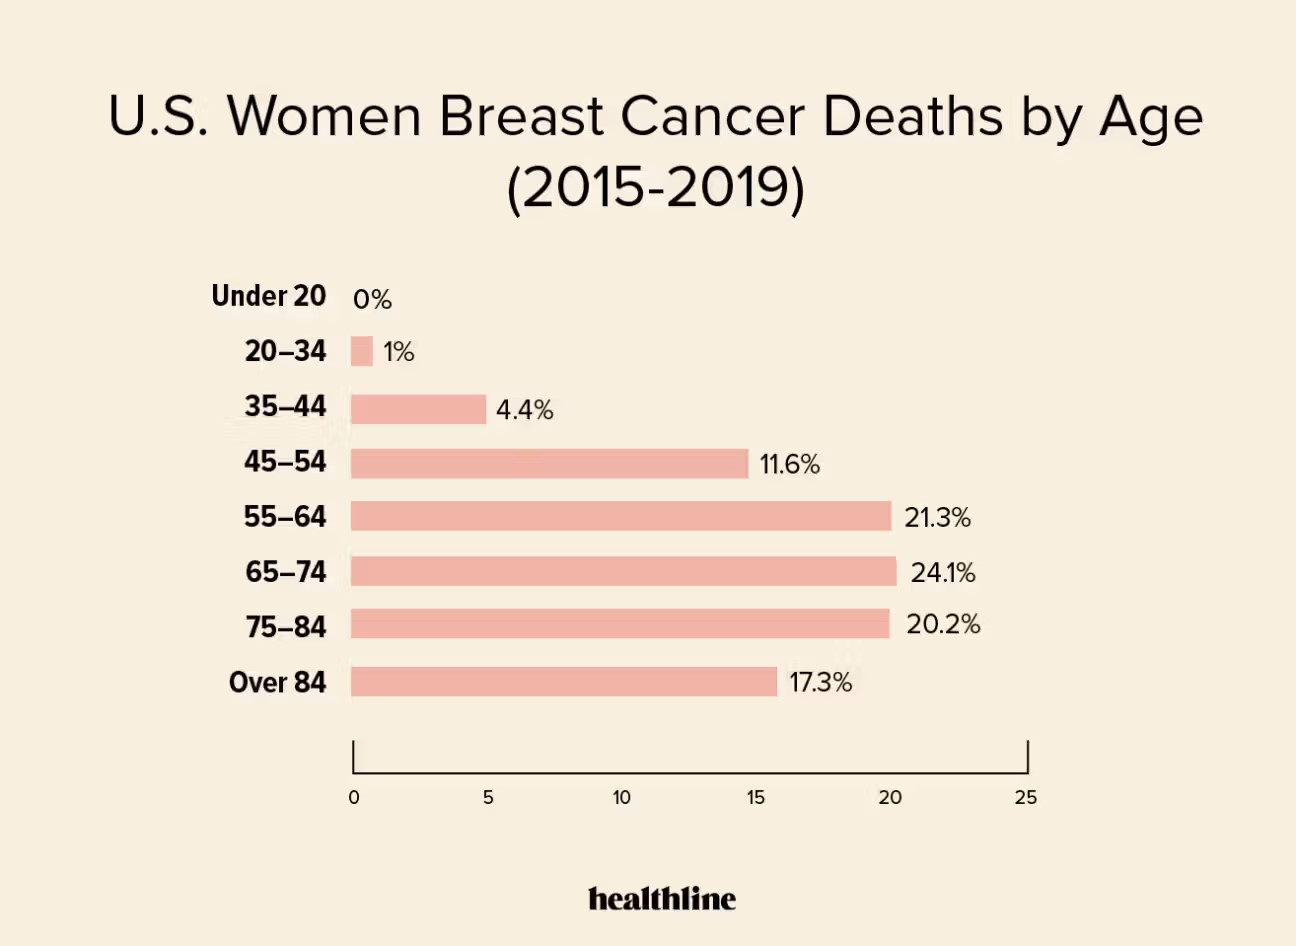 U.S. Women Breast Cancer Deaths by Age
(2015-2019)
Under 20 0%
20–34 1%
35–44 4.4%
45–54 11.6%
55–64 21.3%
65–74 24.1%
75–84 20.2%
Over 84 17.3%
0 5 10 15 20 25
healthline